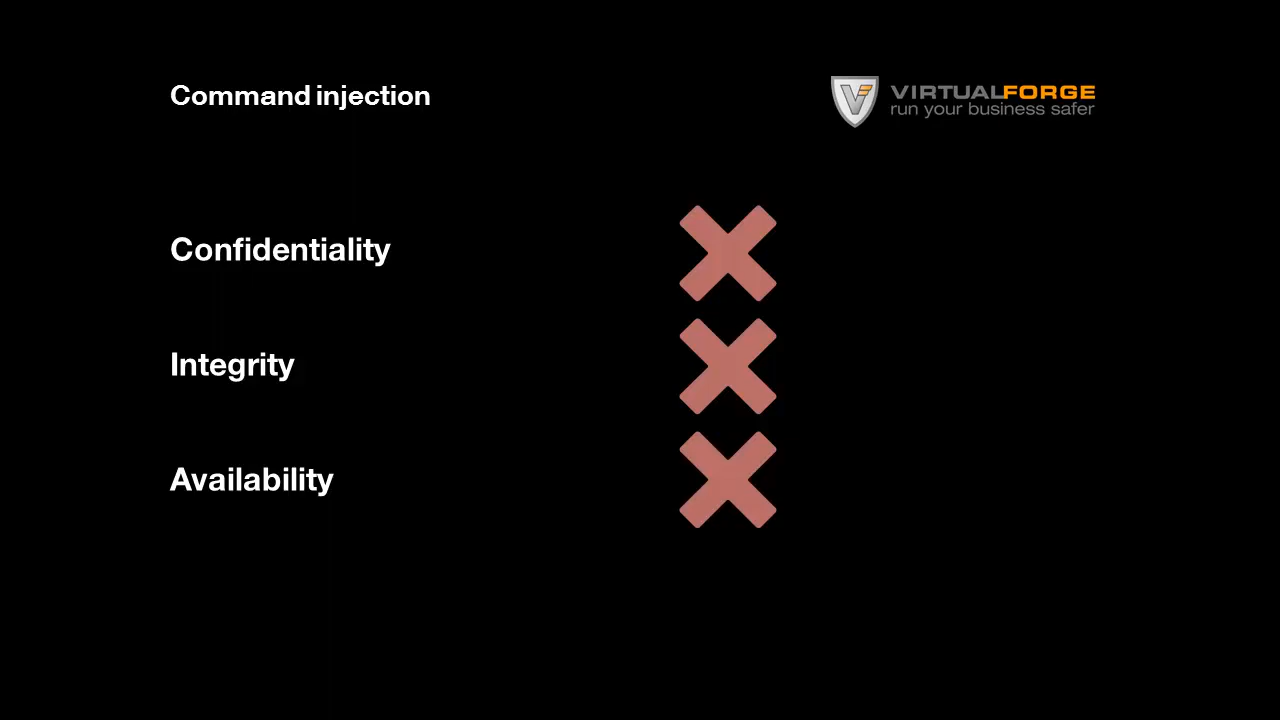 Command injection
VIRTUALFORGE
run your business safer
Confidentiality
Integrity
Availability